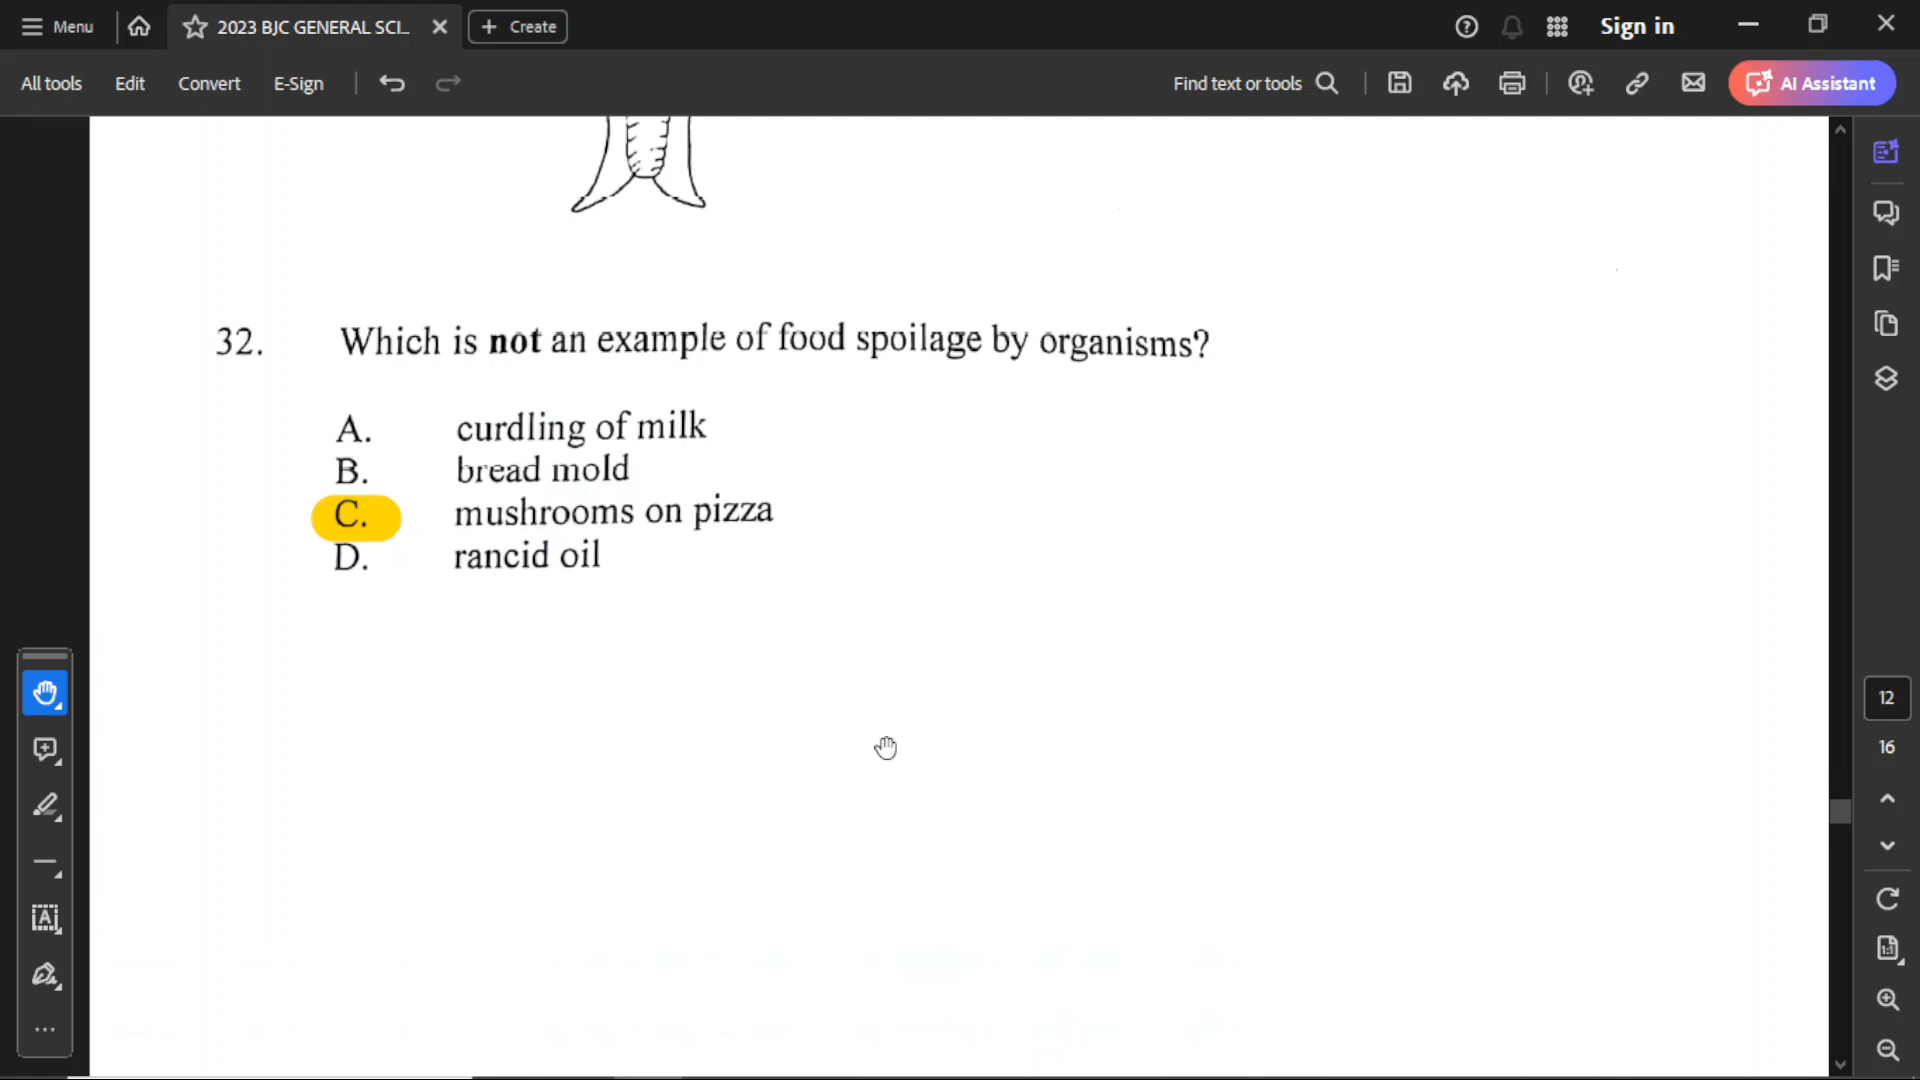 Menu
2023 BJC GENERAL SCI...
Create
Sign in
All tools
Edit
Convert
E-Sign
Find text or tools
AI Assistant
32. Which is not an example of food spoilage by organisms?
A. curdling of milk
B. bread mold
C. mushrooms on pizza
D. rancid oil
12
16